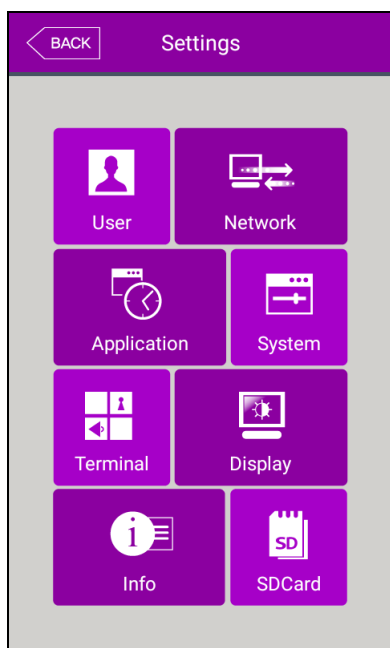 BACK Settings
User Network
Application System
Terminal Display
i SD
Info SDCard